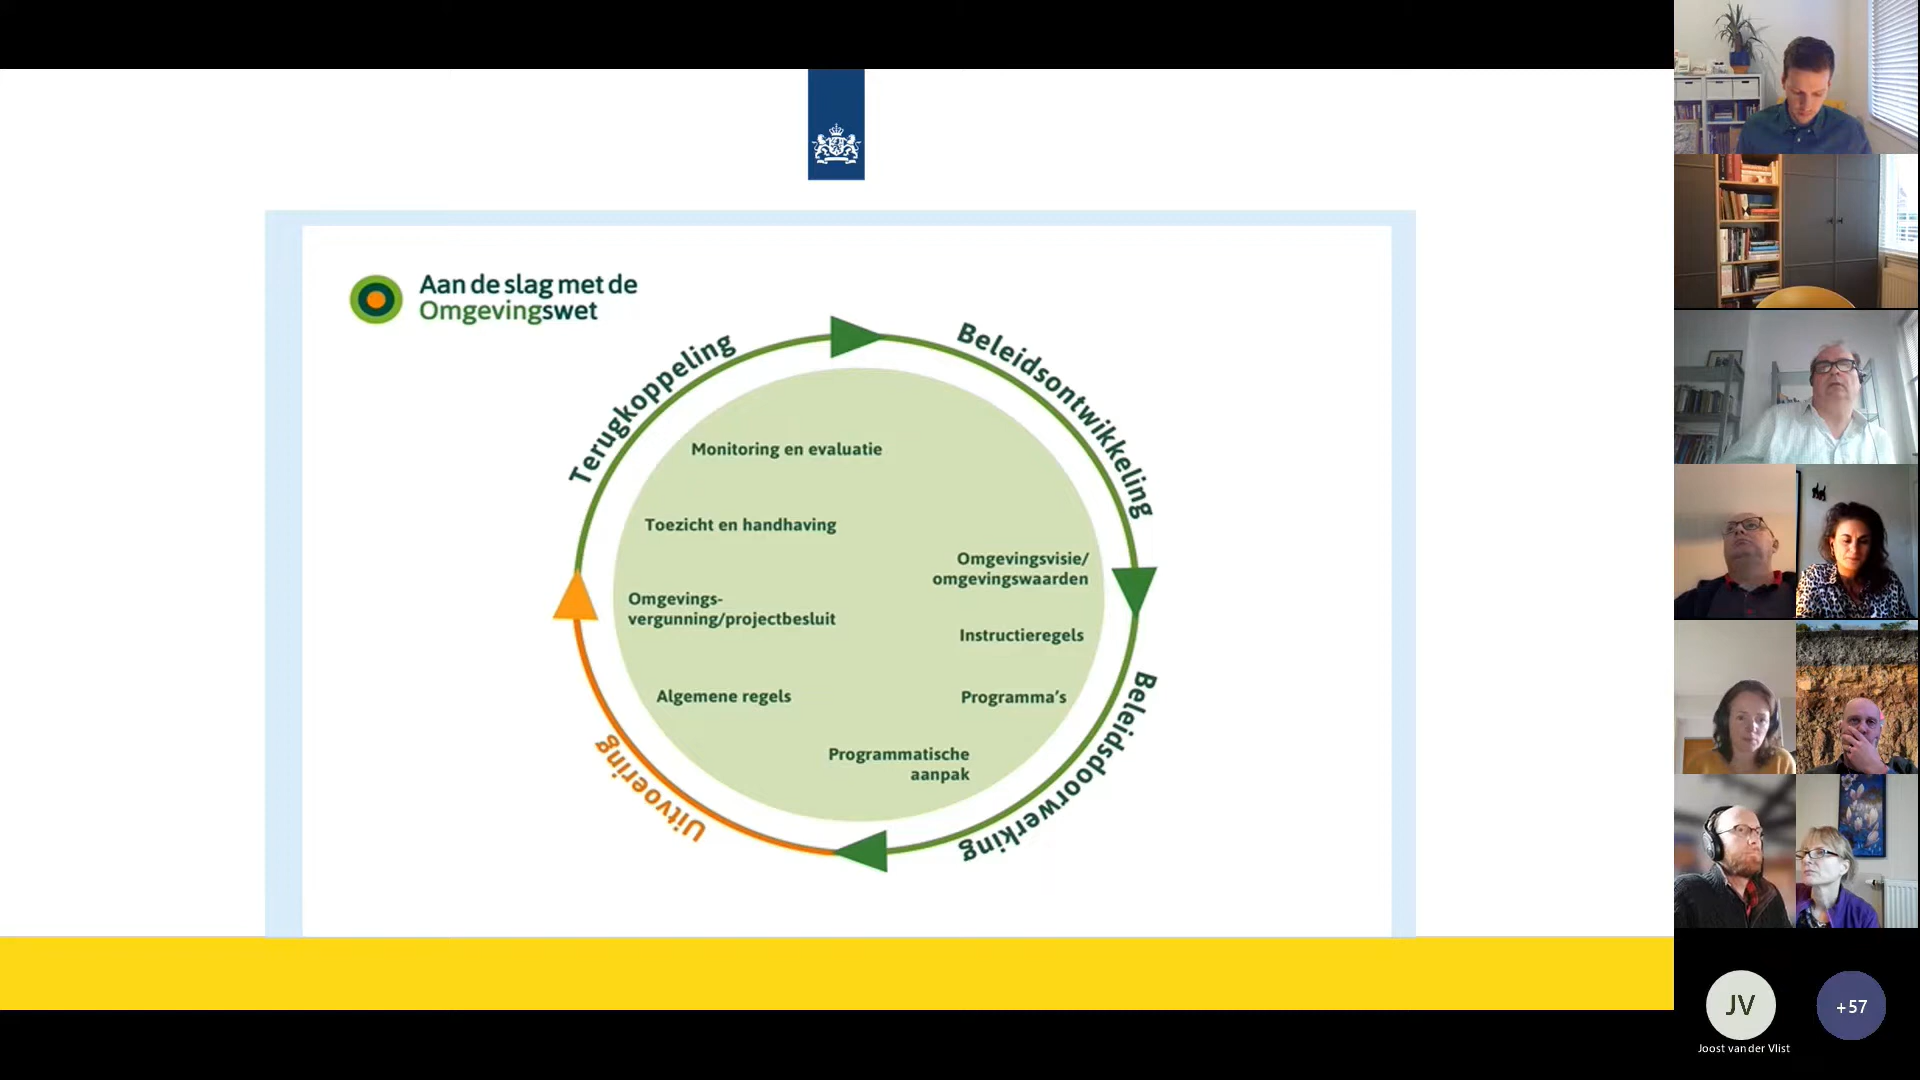 Aan de slag met de
Omgevingswet
Terugkoppeling
Beleidsontwikkeling
Monitoring en evaluatie
Toezicht en handhaving
Omgevingsvisie/
omgevingswaarden
Omgevings-
vergunning/projectbesluit
Instructieregels
Algemene regels
Programma's
Programmatische
aanpak
Uitvoering
Beleidsdoorwerking
JV
+57
Joost van der Vlist